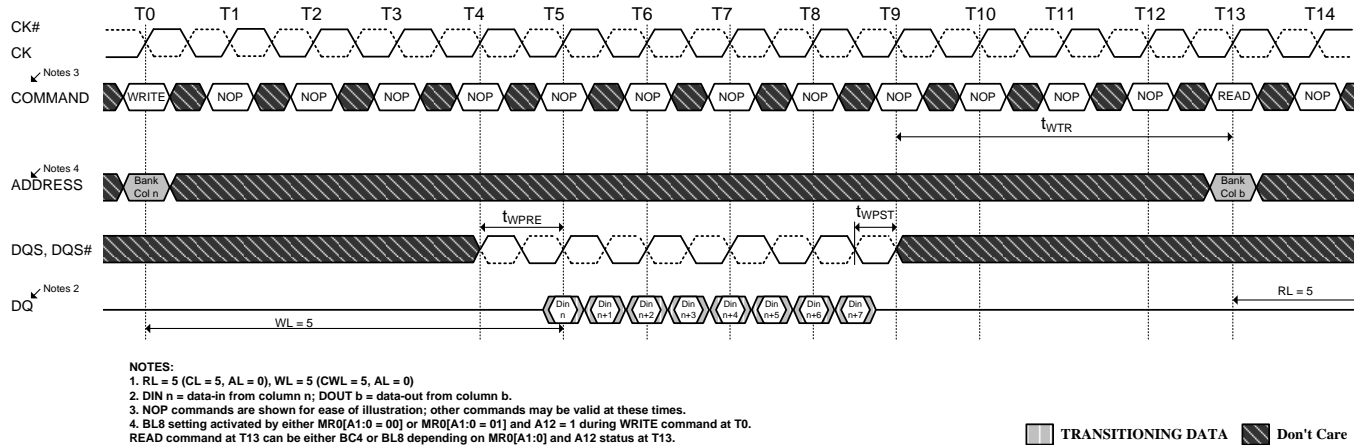 T0 T1 T2 T3 T4 T5 T6 T7 T8 T9 T10 T11 T12 T13 T14
CK#
CK
Notes 3
COMMAND WRITE NOP NOP NOP NOP NOP NOP NOP NOP NOP NOP NOP NOP READ NOP
tWTR
Notes 4
ADDRESS
Bank Bank
Col n Col b
tWPRE tWPST
DQS, DQS#
Notes 2
DQ
Din Din Din Din Din Din Din Din
n n+1 n+2 n+3 n+4 n+5 n+6 n+7
RL = 5
WL = 5
NOTES:
1. RL = 5 (CL = 5, AL = 0), WL = 5 (CWL = 5, AL = 0)
2. DIN n = data-in from column n; DOUT b = data-out from column b.
3. NOP commands are shown for ease of illustration; other commands may be valid at these times.
4. BL8 setting activated by either MR0[A1:0 = 00] or MR0[A1:0 = 01] and A12 = 1 during WRITE command at T0.
READ command at T13 can be either BC4 or BL8 depending on MR0[A1:0] and A12 status at T13.
TRANSITIONING DATA Don't Care